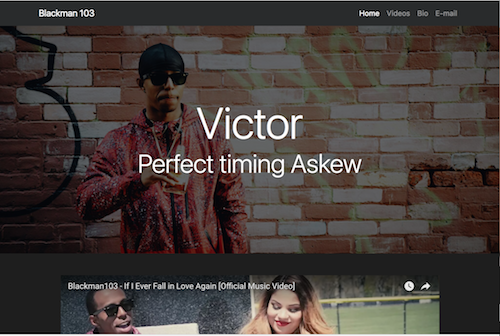 Blackman 103
Home Videos Bio E-mail
Victor
Perfect timing Askew
Blackman103 - If I Ever Fall in Love Again [Official Music Video]